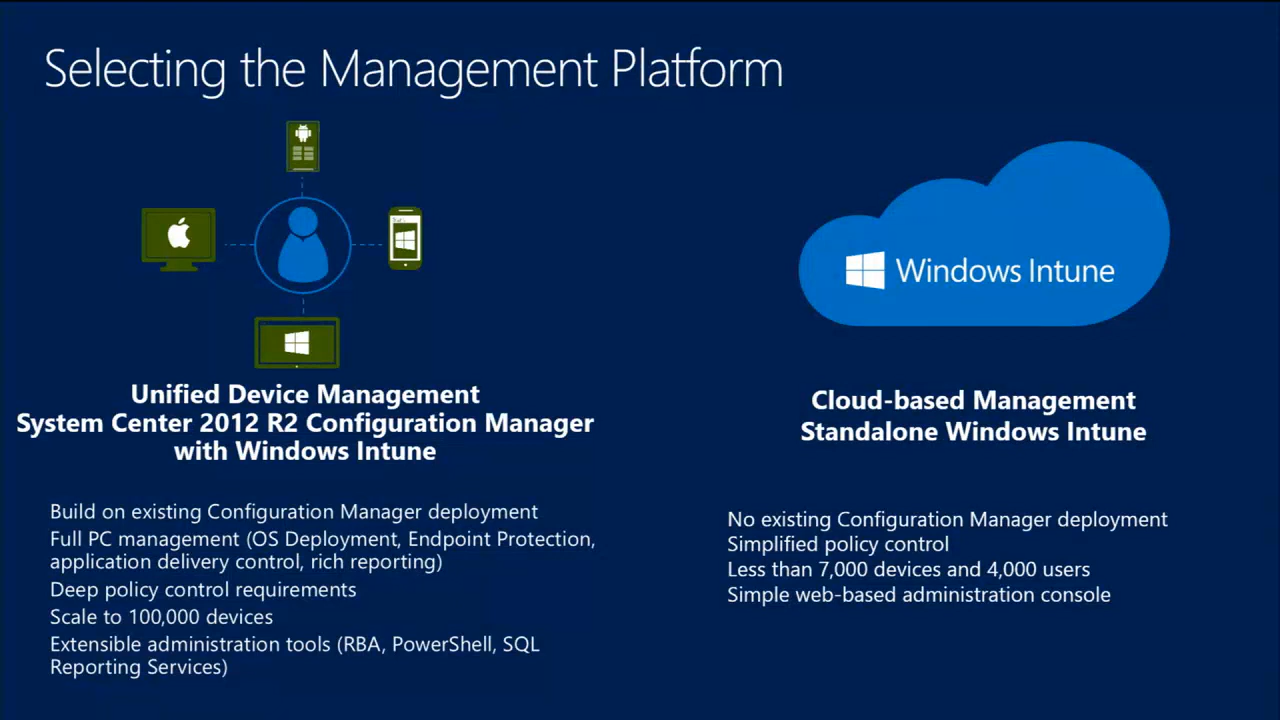 Selecting the Management Platform
Windows Intune
Unified Device Management
System Center 2012 R2 Configuration Manager
with Windows Intune
Build on existing Configuration Manager deployment
Full PC management (OS Deployment, Endpoint Protection,
application delivery control, rich reporting)
Deep policy control requirements
Scale to 100,000 devices
Extensible administration tools (RBA, PowerShell, SQL
Reporting Services)
Cloud-based Management
Standalone Windows Intune
No existing Configuration Manager deployment
Simplified policy control
Less than 7,000 devices and 4,000 users
Simple web-based administration console